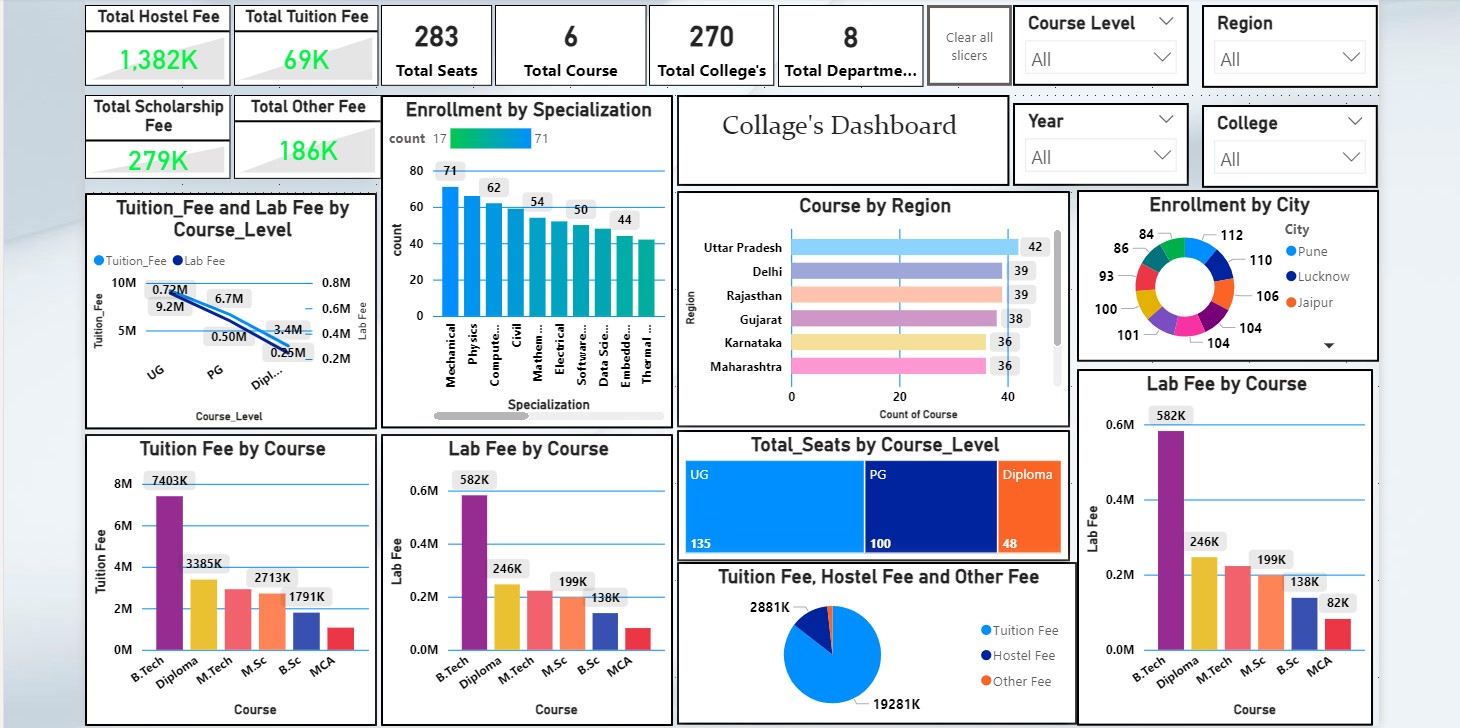 Total Hostel Fee
1,382K
Total Tuition Fee
69K
283
Total Seats
6
Total Course
270
Total College's
8
Total Departme...
Clear all
slicers
Course Level
All
Region
All
Total Scholarship
Fee
279K
Total Other Fee
186K
Enrollment by Specialization
count 17 71
80
60
40
20
0
count
71
62
54
50
44
Mechanical
Physics
Compute...
Civil
Mathem...
Electrical
Software...
Data Scie...
Embedde...
Thermal ...
Specialization
Collage's Dashboard
Year
All
College
All
Tuition_Fee and Lab Fee by
Course_Level
Tuition_Fee Lab Fee
10M
5M
Tuition_Fee
0.72M
9.2M
6.7M
0.50M
3.4M
0.25M
0.8M
0.6M
0.4M
0.2M
Lab Fee
UG
PG
Dipl...
Course_Level
Course by Region
Region
Uttar Pradesh 42
Delhi 39
Rajasthan 39
Gujarat 38
Karnataka 36
Maharashtra 36
0 20 40
Count of Course
Enrollment by City
84
86
93
100
101
112
110
106
104
104
City
Pune
Lucknow
Jaipur
Tuition Fee by Course
8M
6M
4M
2M
0M
Tuition Fee
7403K
3385K
2713K
1791K
B.Tech
Diploma
M.Tech
M.Sc
B.Sc
MCA
Course
Lab Fee by Course
0.6M
0.4M
0.2M
0.0M
Lab Fee
582K
246K
199K
138K
B.Tech
Diploma
M.Tech
M.Sc
B.Sc
MCA
Course
Total_Seats by Course_Level
UG
135
PG
100
Diploma
48
Tuition Fee, Hostel Fee and Other Fee
2881K
19281K
Tuition Fee
Hostel Fee
Other Fee
Lab Fee by Course
0.6M
0.4M
0.2M
0.0M
Lab Fee
582K
246K
199K
138K
82K
B.Tech
Diploma
M.Tech
M.Sc
B.Sc
MCA
Course